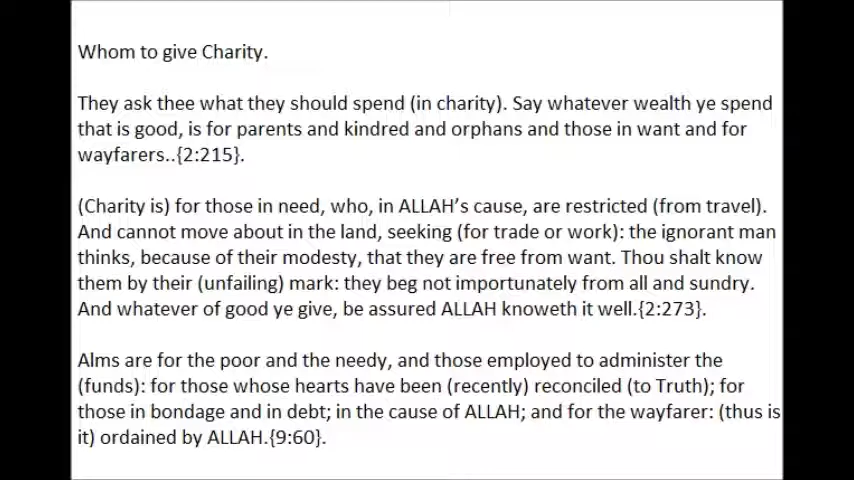 Whom to give Charity.
They ask thee what they should spend (in charity). Say whatever wealth ye spend
that is good, is for parents and kindred and orphans and those in want and for
wayfarers..{2:215}.
(Charity is) for those in need, who, in ALLAH’s cause, are restricted (from travel).
And cannot move about in the land, seeking (for trade or work): the ignorant man
thinks, because of their modesty, that they are free from want. Thou shalt know
them by their (unfailing) mark: they beg not importunately from all and sundry.
And whatever of good ye give, be assured ALLAH knoweth it well.{2:273}.
Alms are for the poor and the needy, and those employed to administer the
(funds): for those whose hearts have been (recently) reconciled (to Truth); for
those in bondage and in debt; in the cause of ALLAH; and for the wayfarer: (thus is
it) ordained by ALLAH.{9:60}.